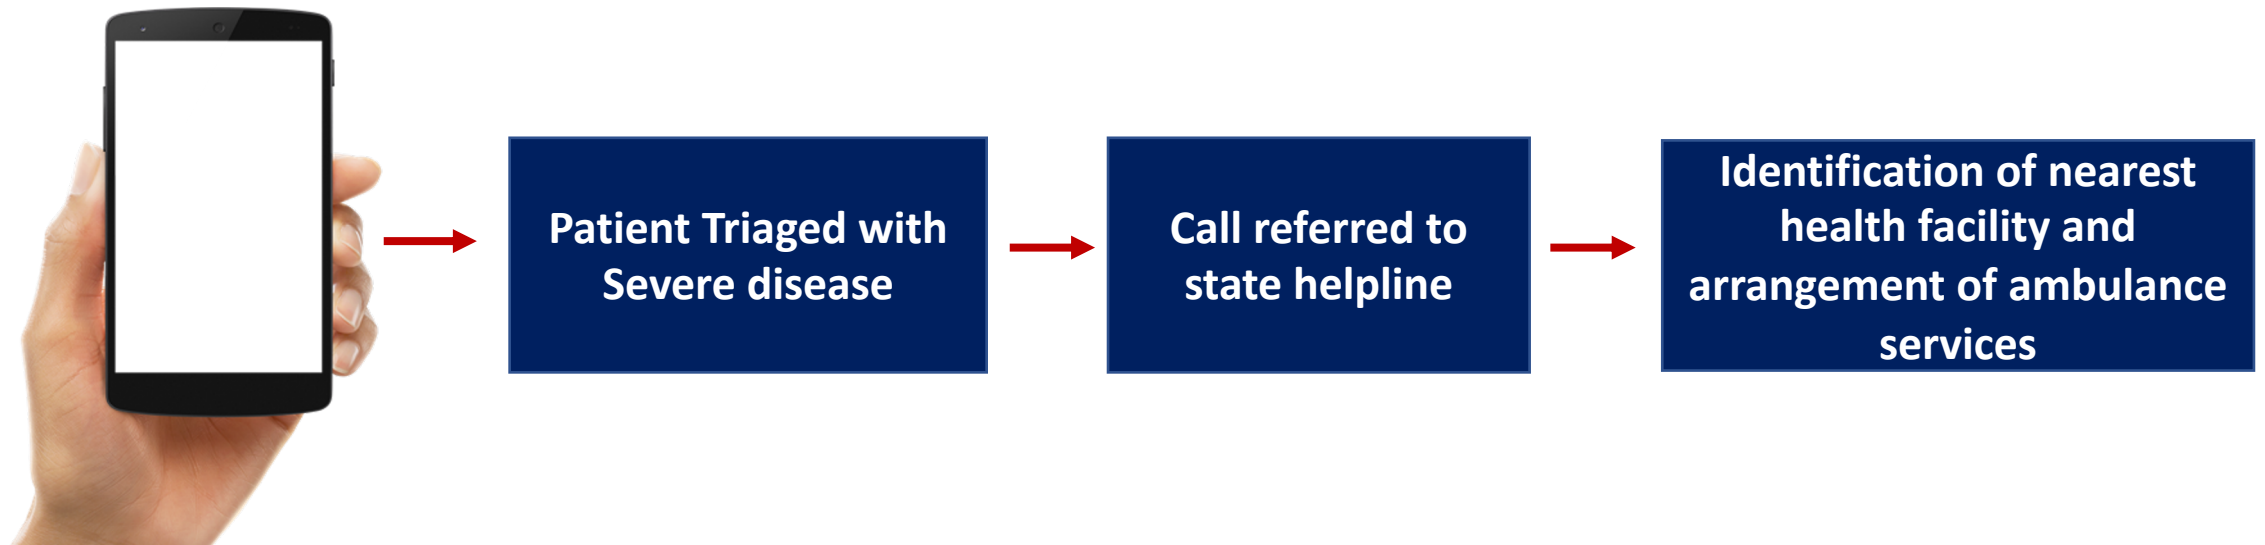 Patient Triaged with
Severe disease
Call referred to
state helpline
Identification of nearest
health facility and
arrangement of ambulance
services